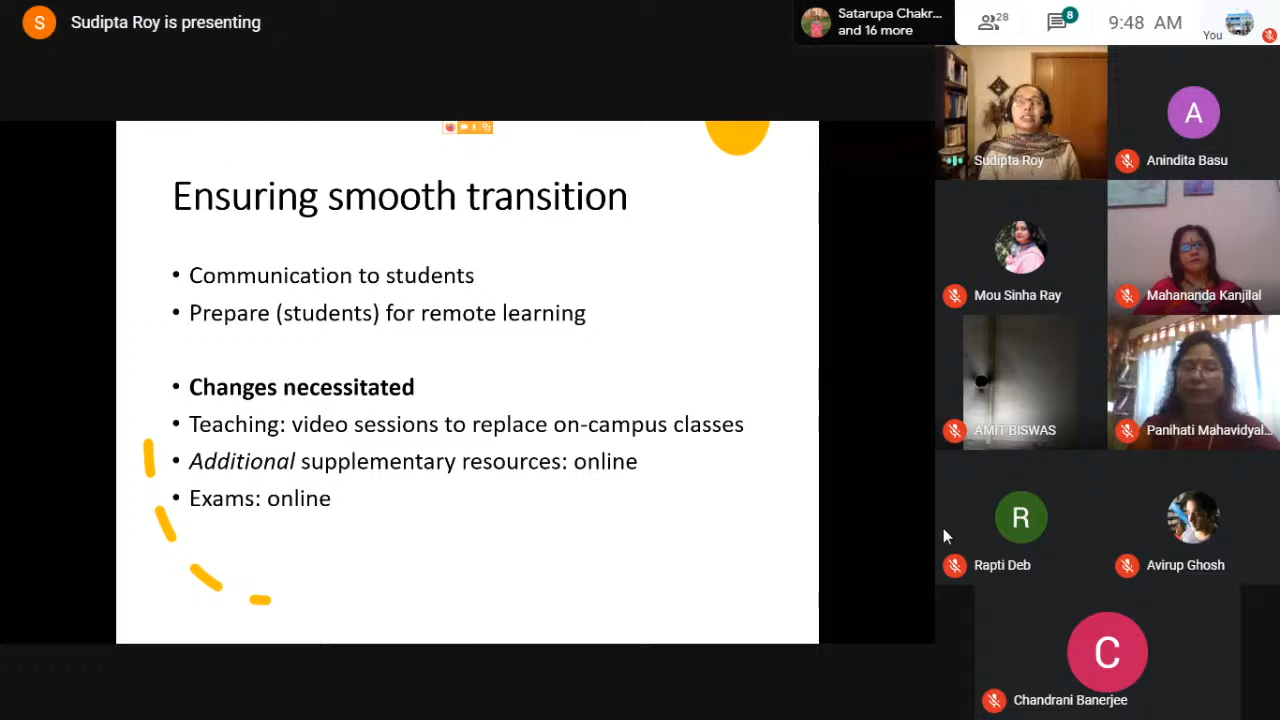 S Sudipta Roy is presenting
Satarupa Chakr...
and 16 more
28
8
9:48 AM
You
Ensuring smooth transition
• Communication to students
• Prepare (students) for remote learning
• Changes necessitated
• Teaching: video sessions to replace on-campus classes
• Additional supplementary resources: online
• Exams: online
Sudipta Roy
A
Anindita Basu
Mou Sinha Ray
Mahananda Kanjilal
AMIT BISWAS
Panihati Mahavidyal...
R
Rapti Deb
Avirup Ghosh
C
Chandrani Banerjee